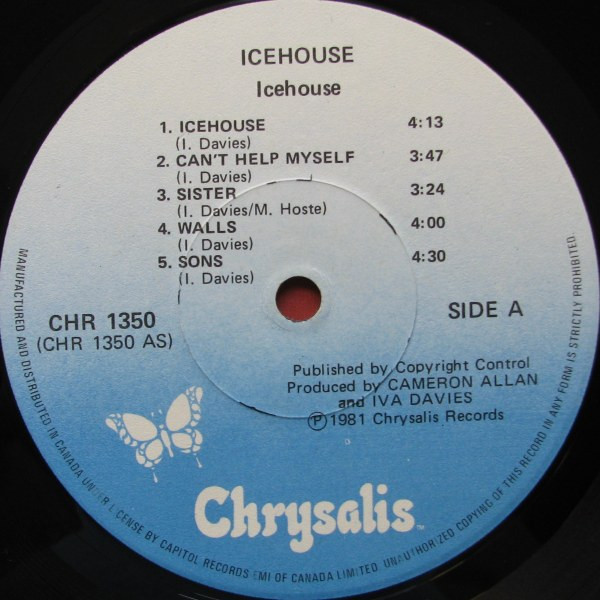 ICEHOUSE
Icehouse
1. ICEHOUSE 4:13
(I. Davies)
2. CAN'T HELP MYSELF 3:47
(I. Davies)
3. SISTER 3:24
(I. Davies/M. Hoste)
4. WALLS 4:00
(I. Davies)
5. SONS 4:30
(I. Davies)
CHR 1350
(CHR 1350 AS)
SIDE A
Published by Copyright Control
Produced by CAMERON ALLAN
and IVA DAVIES
℗1981 Chrysalis Records
Chrysalis™
MANUFACTURED AND DISTRIBUTED IN CANADA UNDER LICENSE BY CAPITOL RECORDS EMI OF CANADA LIMITED. UNAUTHORIZED COPYING OF THIS RECORD IN ANY FORM IS STRICTLY PROHIBITED.